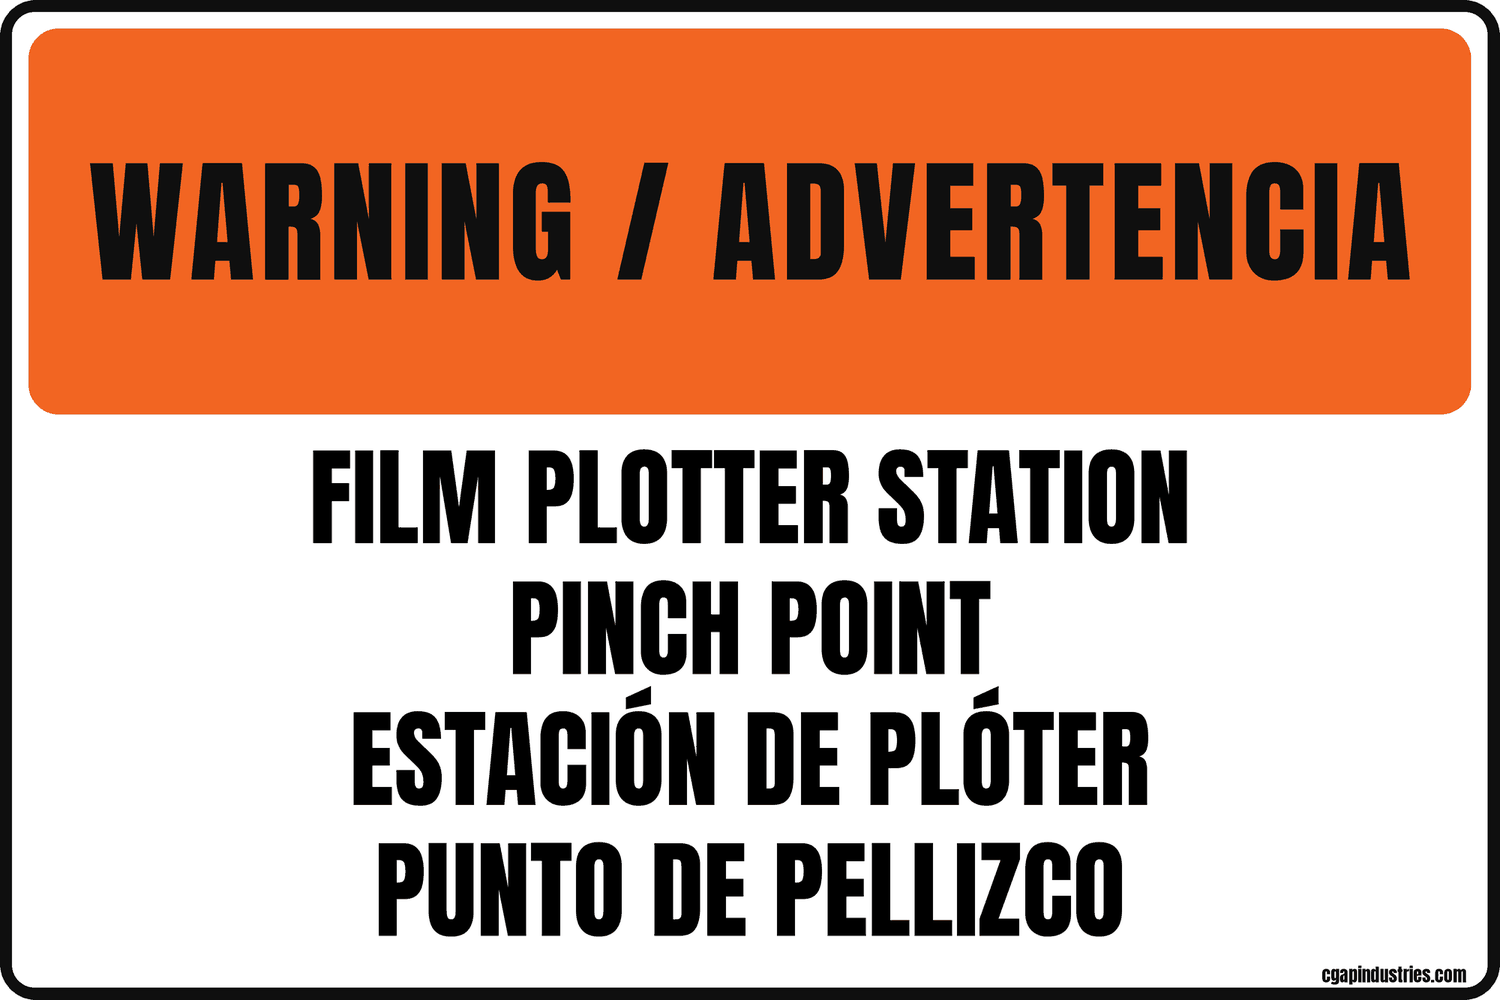 WARNING / ADVERTENCIA
FILM PLOTTER STATION
PINCH POINT
ESTACIÓN DE PLÓTER
PUNTO DE PELLIZCO
cgapindustries.com